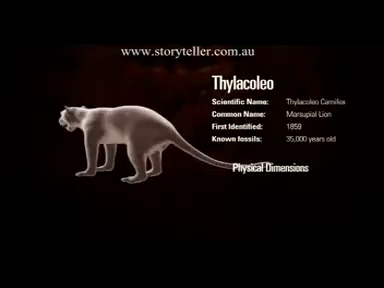 www.storyteller.com.au
Thylacoleo
Scientific Name: Thylacoleo Carnifex
Common Name: Marsupial Lion
First Identified: 1859
Known fossils: 35,000 years old
Physical Dimensions